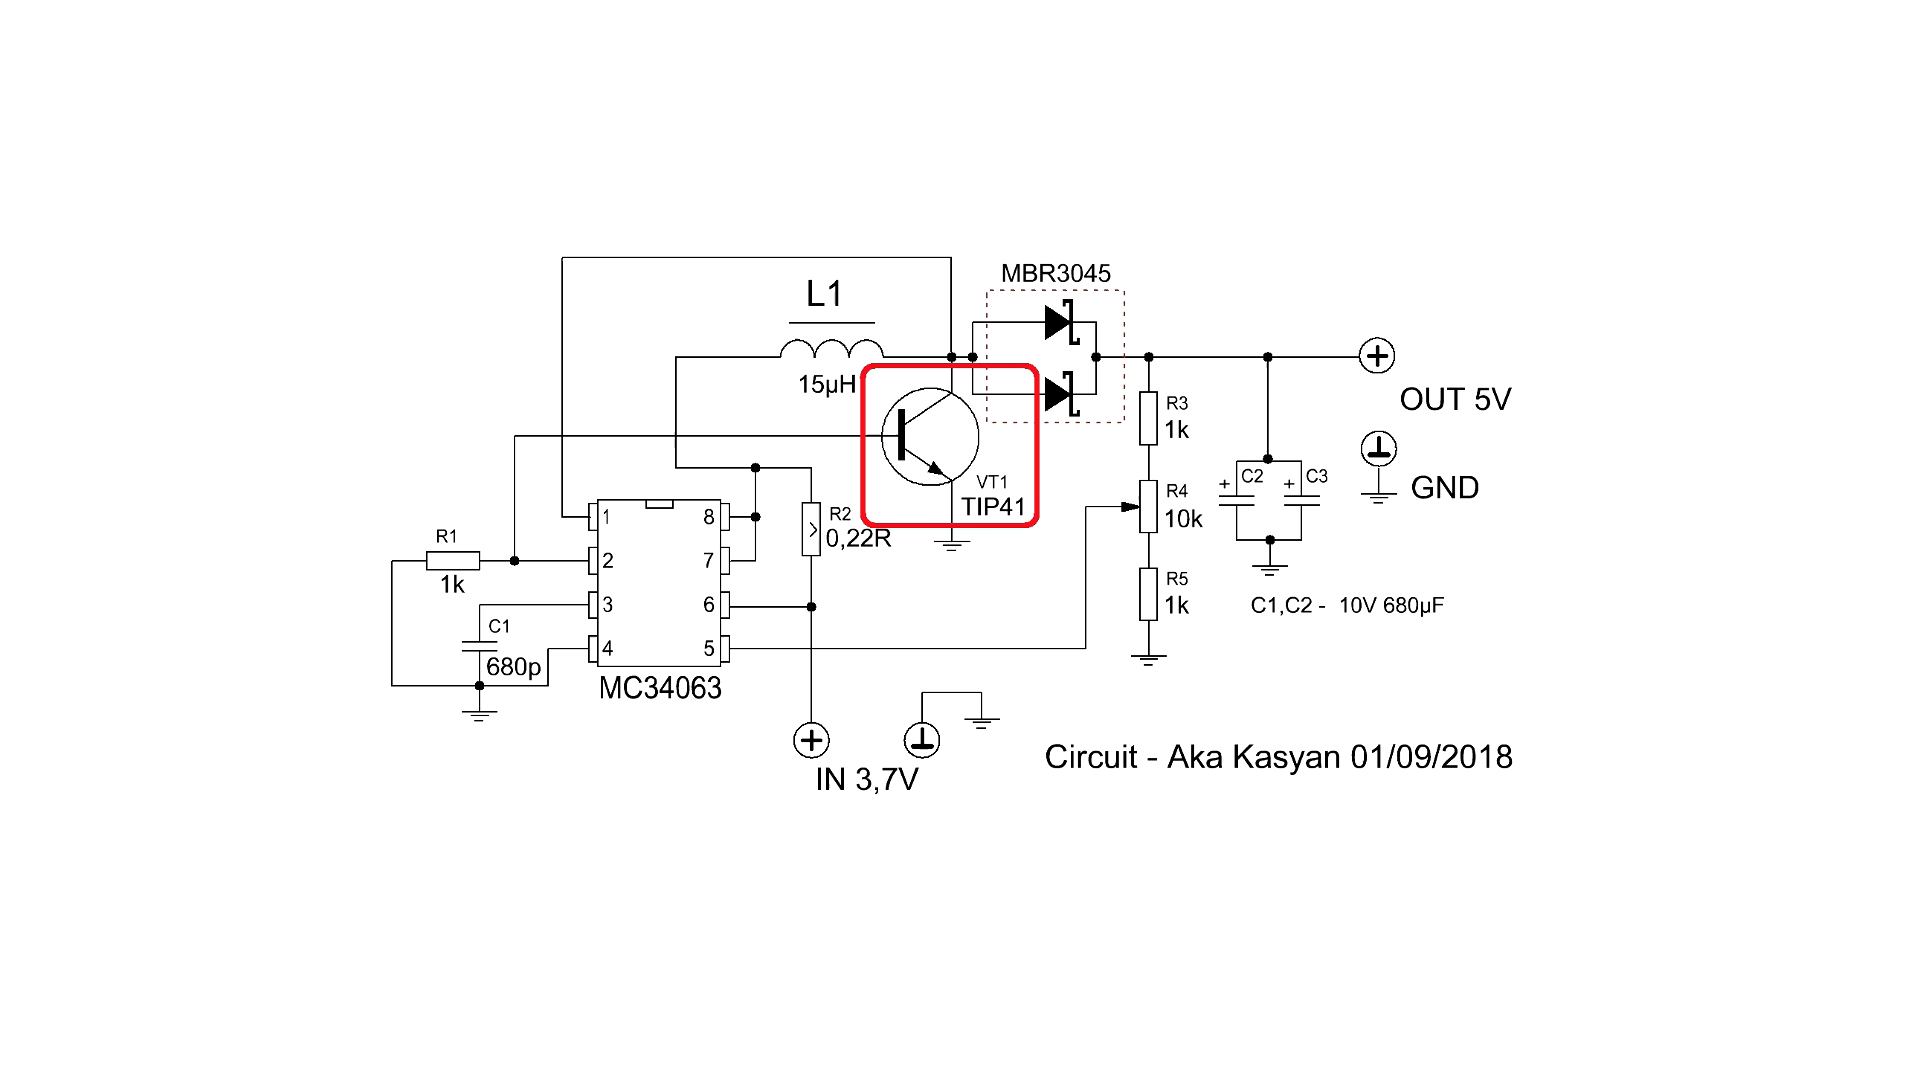 MBR3045
L1
15µH
R3
1k
OUT 5V
VT1
TIP41
C2
C3
+
+
R4
10k
GND
R2
0,22R
1
8
R1
1k
2
7
R5
1k
3
6
C1
680p
4
5
C1,C2 - 10V 680µF
MC34063
IN 3,7V
Circuit - Aka Kasyan 01/09/2018